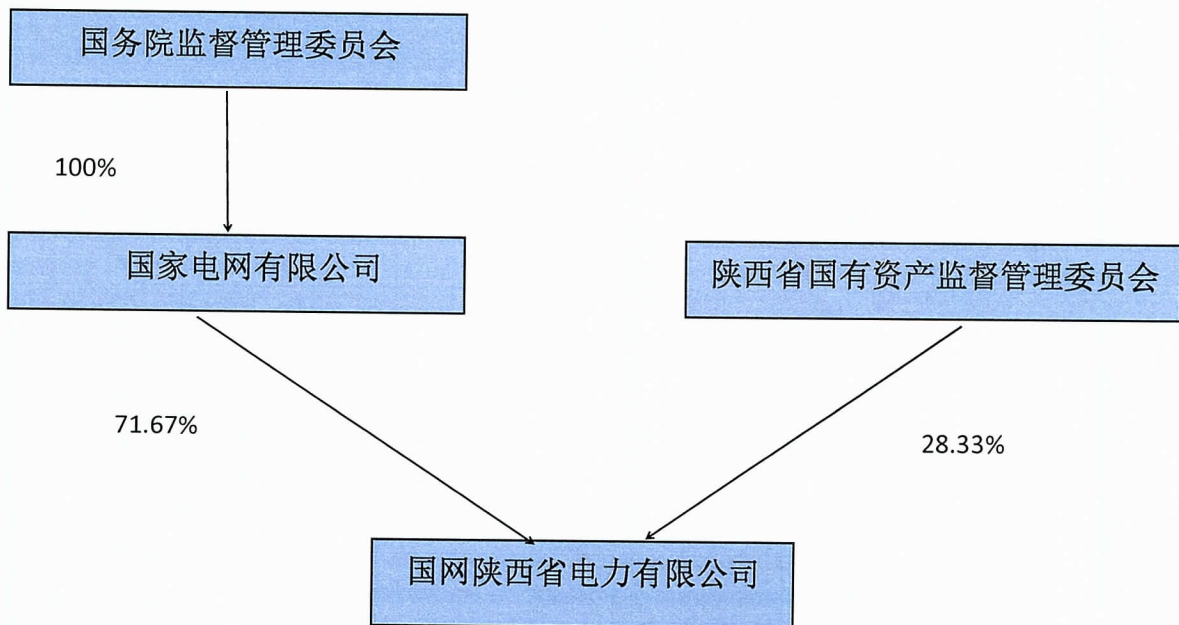 国务院监督管理委员会
100%
国家电网有限公司
陕西省国有资产监督管理委员会
71.67%
28.33%
国网陕西省电力有限公司